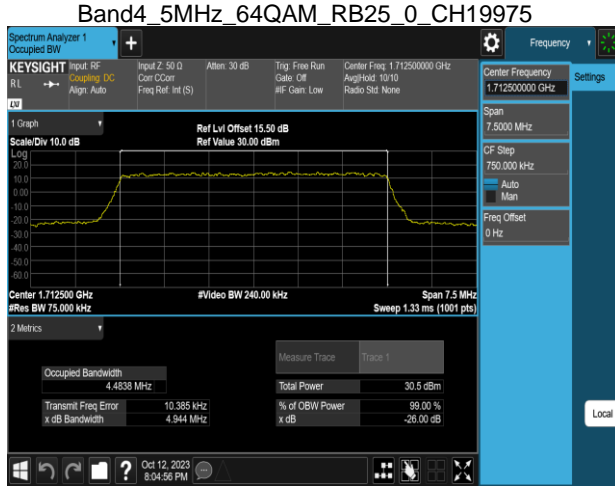 Band4_5MHz_64QAM_RB25_0_CH19975
Spectrum Analyzer 1
Occupied BW
Frequency
KEYSIGHT
Input: RF
Coupling: DC
Align: Auto
Input Z: 50 Ω
Corr CCorr
Freq Ref: Int (S)
Atten: 30 dB
Trig: Free Run
Gate: Off
#IF Gain: Low
Center Freq: 1.712500000 GHz
Avg|Hold: 10/10
Radio Std: None
R L
LXI
Center Frequency
1.712500000 GHz
Settings
Span
7.5000 MHz
CF Step
750.000 kHz
Auto
Man
Freq Offset
0 Hz
Local
1 Graph
Scale/Div 10.0 dB
Ref Lvl Offset 15.50 dB
Ref Value 30.00 dBm
Log
20.0
10.0
0.00
-10.0
-20.0
-30.0
-40.0
-50.0
-60.0
Center 1.712500 GHz
#Video BW 240.00 kHz
Span 7.5 MHz
#Res BW 75.000 kHz
Sweep 1.33 ms (1001 pts)
2 Metrics
Measure Trace
Trace 1
Occupied Bandwidth
4.4838 MHz
Total Power
30.5 dBm
Transmit Freq Error
10.385 kHz
% of OBW Power
99.00 %
x dB Bandwidth
4.944 MHz
x dB
-26.00 dB
Oct 12, 2023
8:04:56 PM